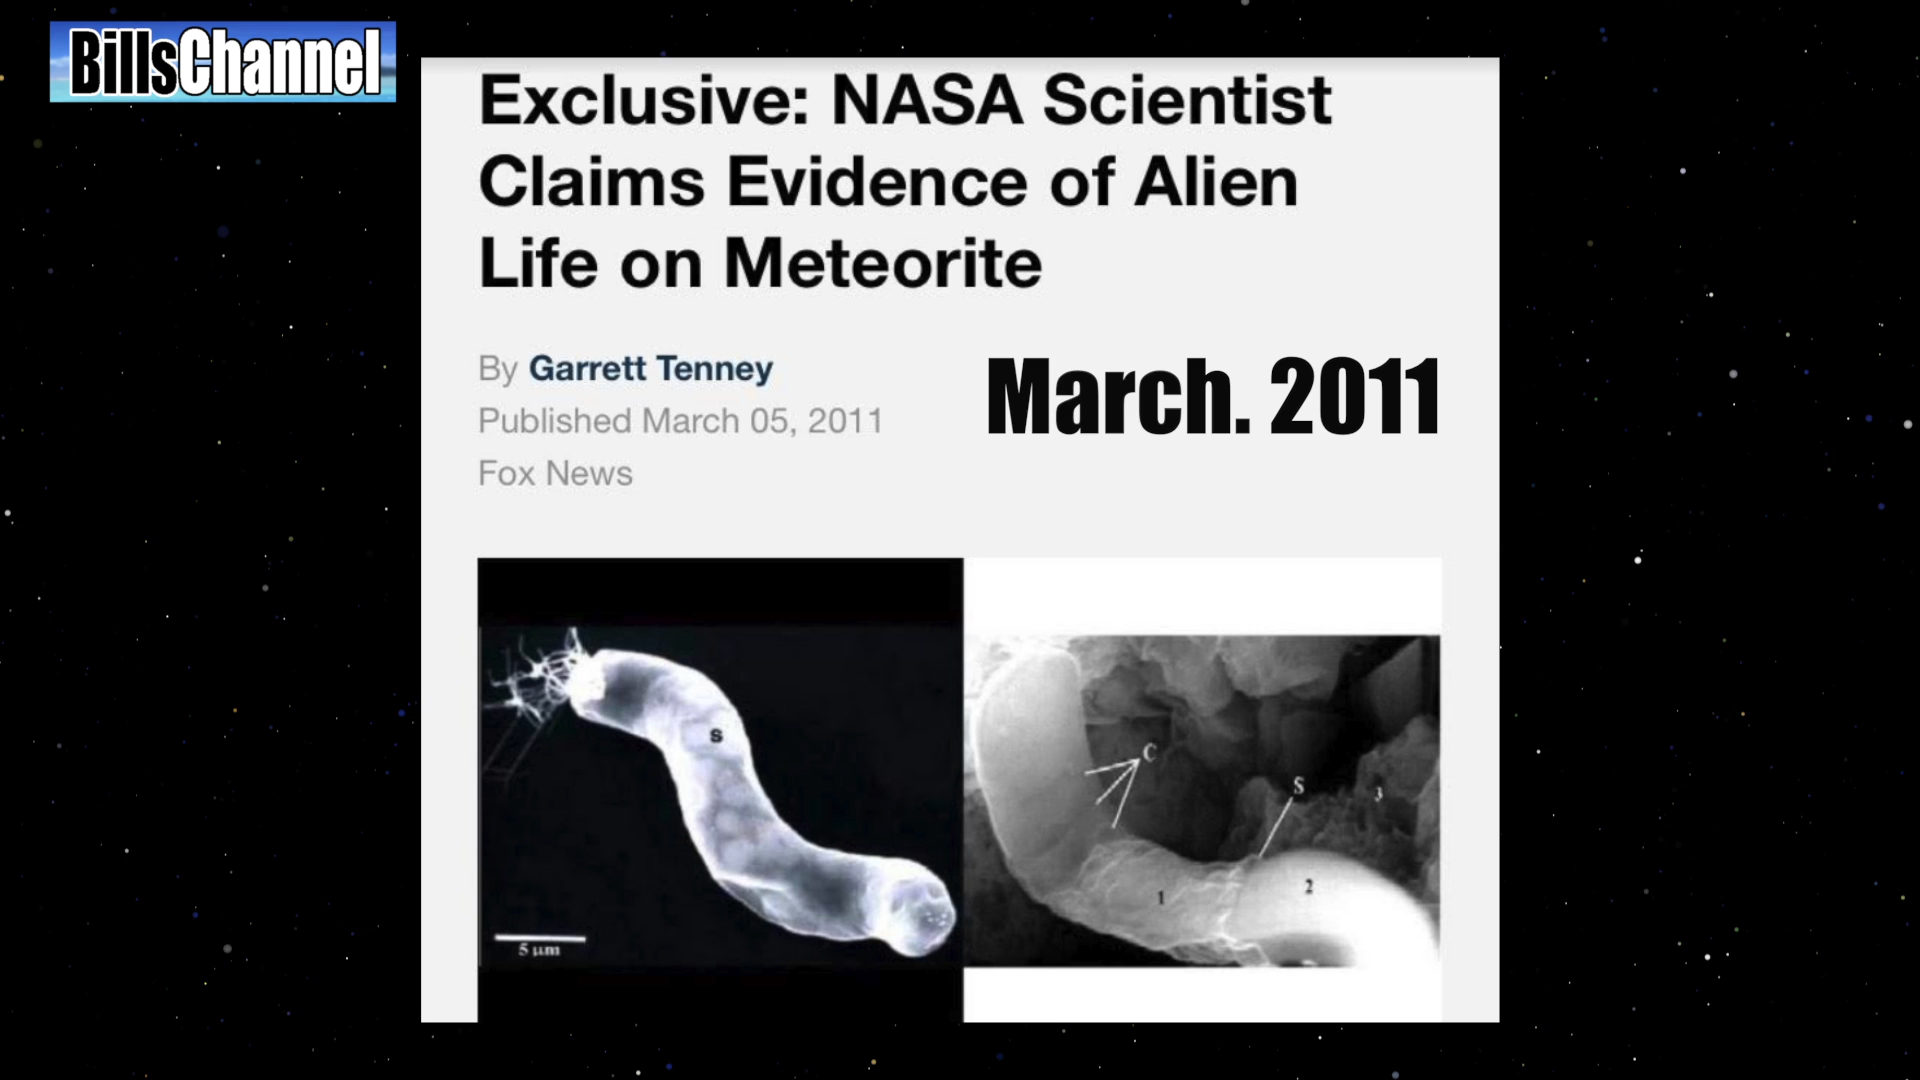 BillsChannel
Exclusive: NASA Scientist
Claims Evidence of Alien
Life on Meteorite
By Garrett Tenney
Published March 05, 2011
Fox News
March. 2011
S
5 µm
C
S
3
1
2